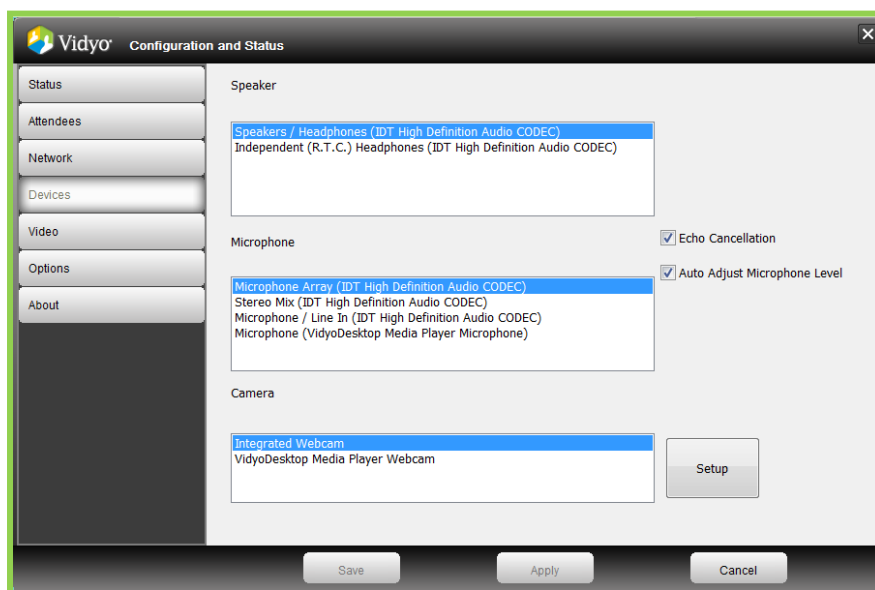 Vidyo Configuration and Status
Status
Attendees
Network
Devices
Video
Options
About
Speaker
Speakers / Headphones (IDT High Definition Audio CODEC)
Independent (R.T.C.) Headphones (IDT High Definition Audio CODEC)
Microphone
Echo Cancellation
Auto Adjust Microphone Level
Microphone Array (IDT High Definition Audio CODEC)
Stereo Mix (IDT High Definition Audio CODEC)
Microphone / Line In (IDT High Definition Audio CODEC)
Microphone (VidyoDesktop Media Player Microphone)
Camera
Integrated Webcam
VidyoDesktop Media Player Webcam
Setup
Save
Apply
Cancel